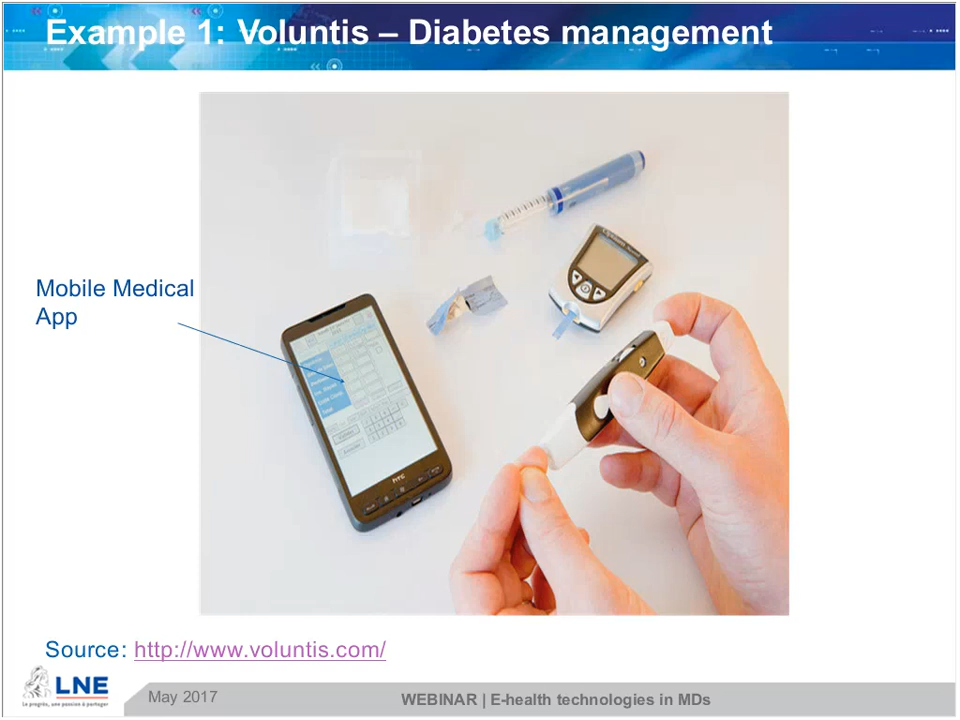 Example 1: Voluntis – Diabetes management
Mobile Medical
App
hTC
Source: http://www.voluntis.com/
LNE
Le progrès, une passion à partager
May 2017
WEBINAR | E-health technologies in MDs